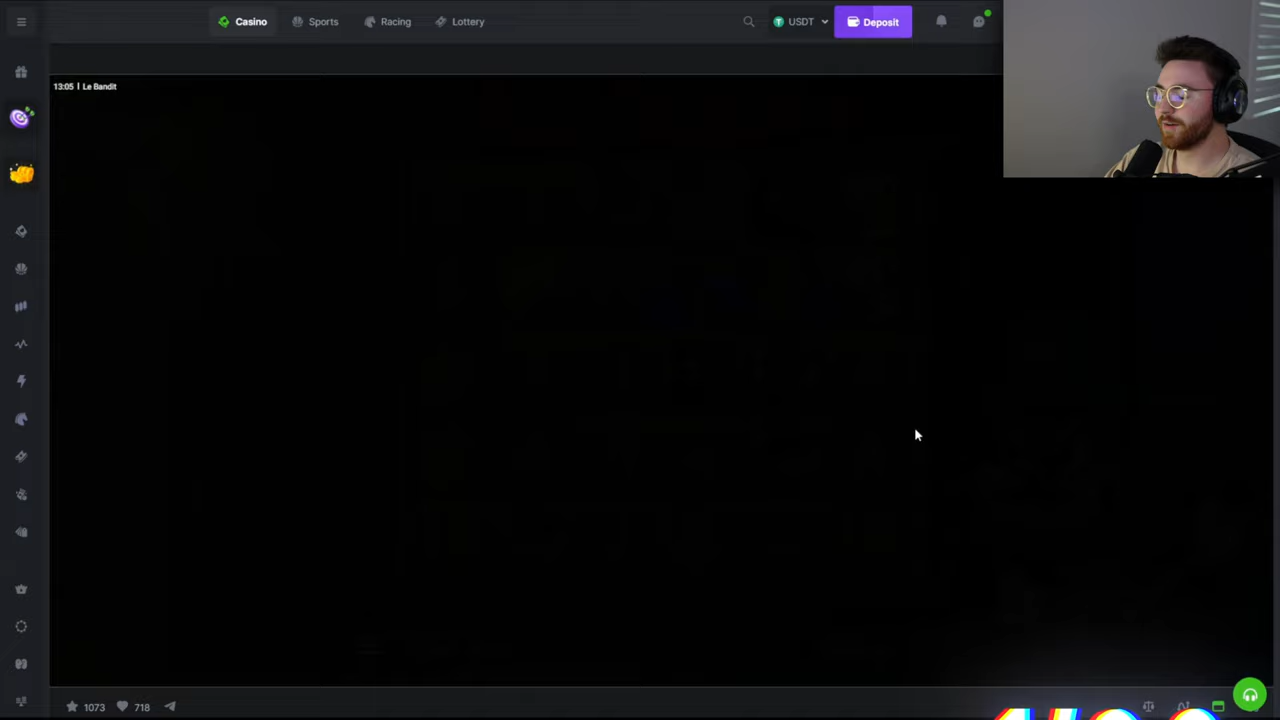 Casino
Sports
Racing
Lottery
USDT
Deposit
13:05 | Le Bandit
1073
718